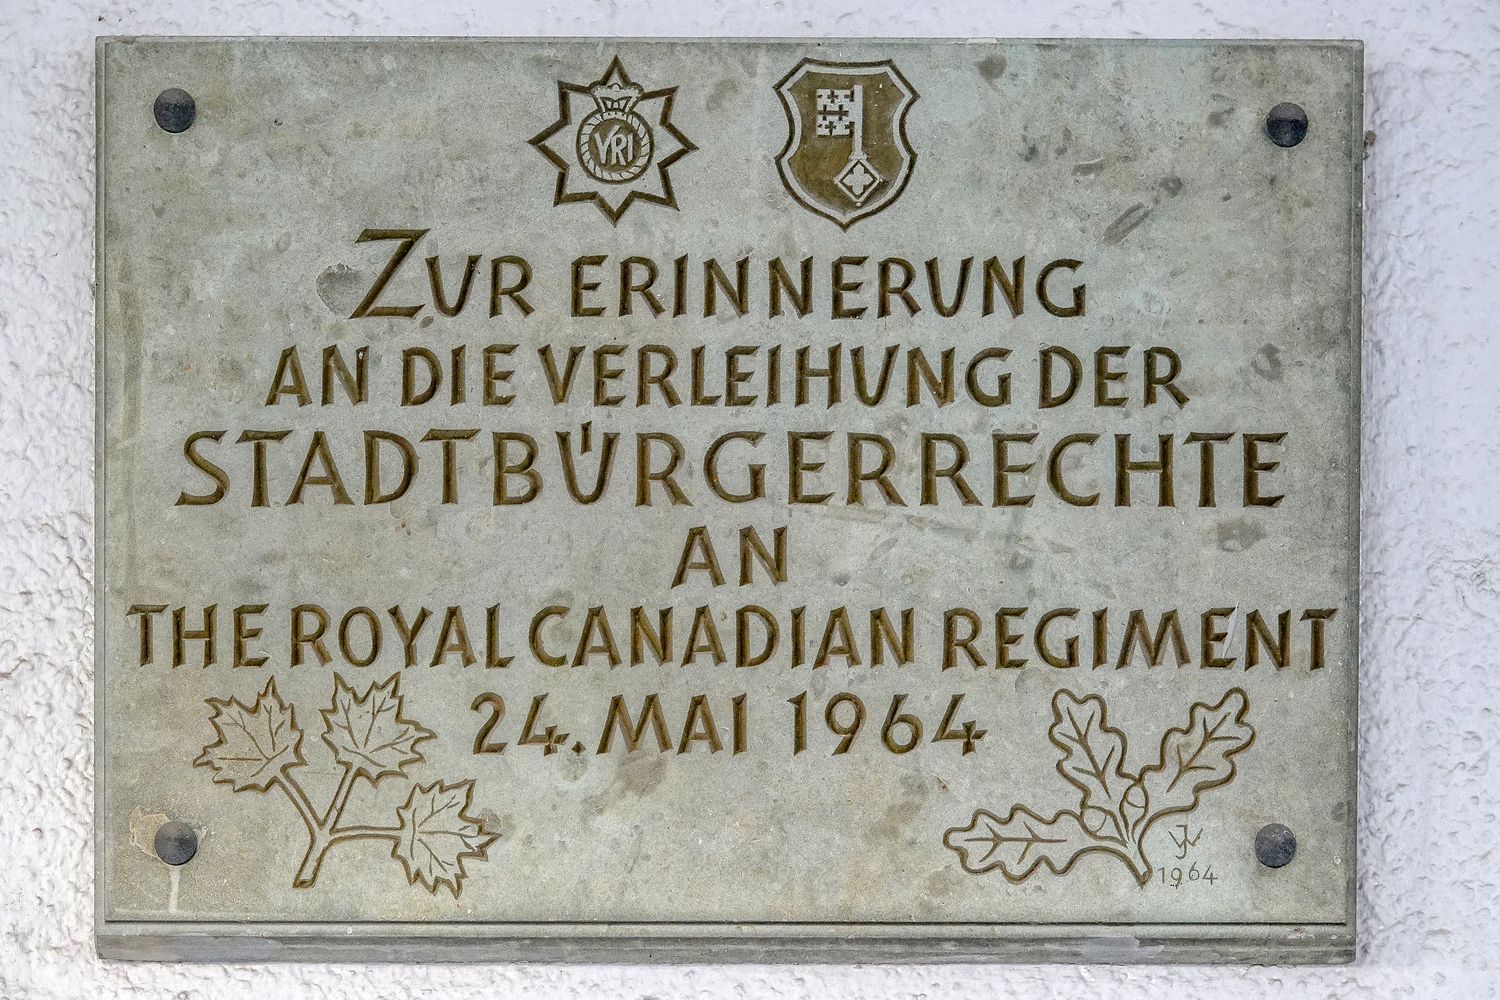 VRI
ZUR ERINNERUNG
AN DIE VERLEIHUNG DER
STADTBÜRGERRECHTE
AN
THE ROYAL CANADIAN REGIMENT
24. MAI 1964
1964